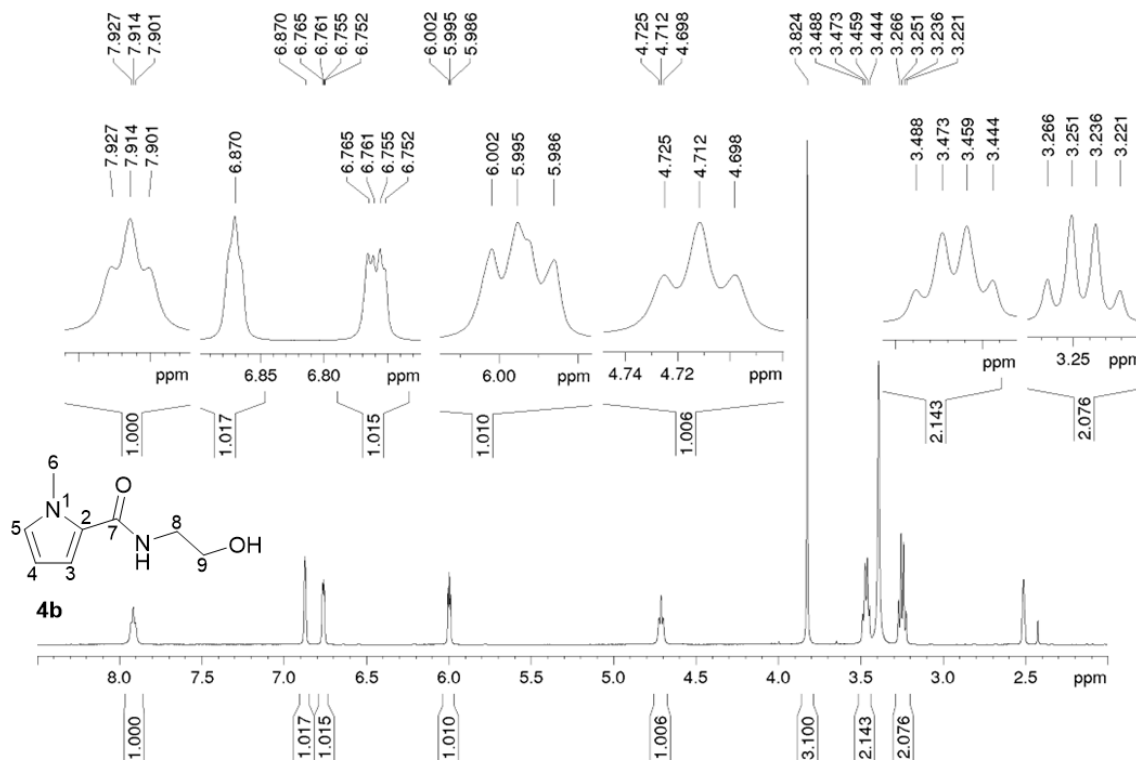 7.927 7.914 7.901 6.870 6.765 6.761 6.755 6.752 6.002 5.995 5.986 4.725 4.712 4.698 3.824 3.488 3.473 3.459 3.444 3.266 3.251 3.236 3.221
7.927 7.914 7.901
6.870
6.765 6.761 6.755 6.752
6.002 5.995 5.986
4.725 4.712 4.698
3.488 3.473 3.459 3.444
3.266 3.251 3.236 3.221
ppm
6.85 6.80 ppm
6.00 ppm
4.74 4.72 ppm
ppm
3.25 ppm
1.000 1.017 1.015 1.010 1.006 2.143 2.076
6
O
N 1
5 2 7 8
N
H
OH
4 3 9
4b
8.0 7.5 7.0 6.5 6.0 5.5 5.0 4.5 4.0 3.5 3.0 2.5 ppm
1.000 1.017 1.015 1.010 1.006 3.100 2.143 2.076